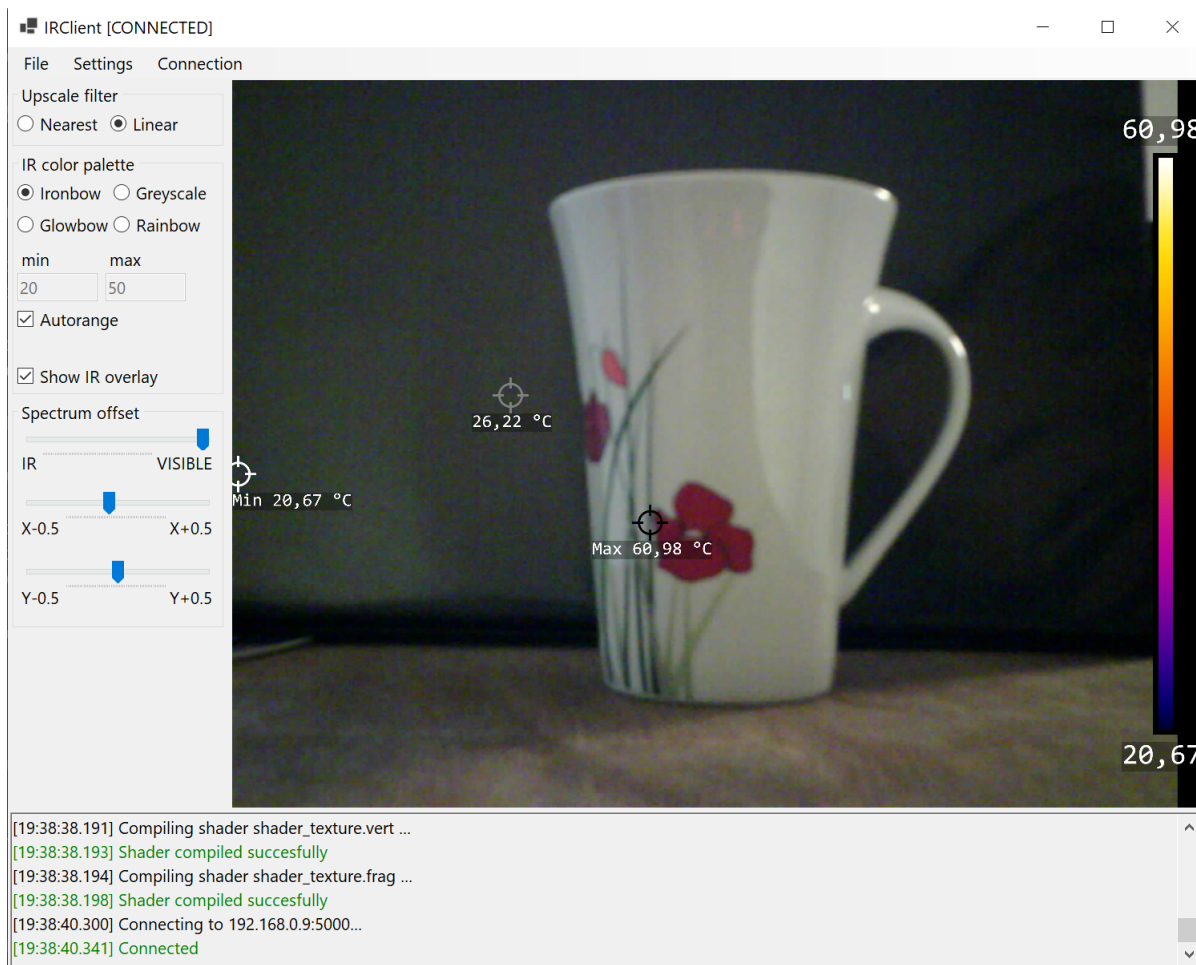 IRClient [CONNECTED]
File Settings Connection
Upscale filter
Nearest Linear
IR color palette
Ironbow Greyscale
Glowbow Rainbow
min max
20 50
Autorange
Show IR overlay
Spectrum offset
IR VISIBLE
X-0.5 X+0.5
Y-0.5 Y+0.5
60,98
26,22 °C
Min 20,67 °C
Max 60,98 °C
20,67
[19:38:38.191] Compiling shader shader_texture.vert ...
[19:38:38.193] Shader compiled succesfully
[19:38:38.194] Compiling shader shader_texture.frag ...
[19:38:38.198] Shader compiled succesfully
[19:38:40.300] Connecting to 192.168.0.9:5000...
[19:38:40.341] Connected